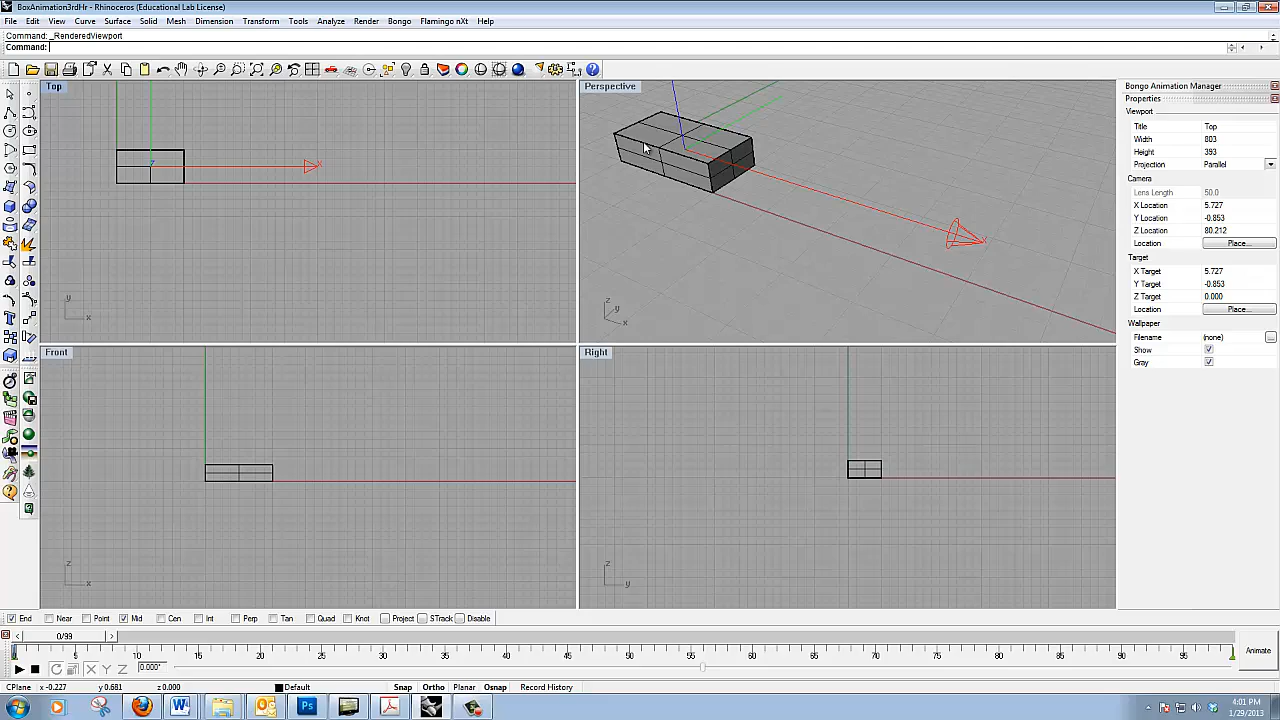 BoxAnimation3rdHr - Rhinoceros (Educational Lab License)
File Edit View Curve Surface Solid Mesh Dimension Transform Tools Analyze Render Bongo Flamingo nXt Help
Command: _RenderedViewport
Command:
Top
Perspective
Front
Right
Bongo Animation Manager
Properties
Viewport
Title Top
Width 803
Height 393
Projection Parallel
Camera
Lens Length 50.0
X Location 5.727
Y Location -0.853
Z Location 80.212
Location Place...
Target
X Target 5.727
Y Target -0.853
Z Target 0.000
Location Place...
Wallpaper
Filename (none) ...
Show
Gray
z x
x
y x
z y x
z x
z y
End Near Point Mid Cen Int Perp Tan Quad Knot Project STrack Disable
< 0/99 >
5 10 15 20 25 30 35 40 45 50 55 60 65 70 75 80 85 90 95
Animate
X Y Z 0.000°
CPlane x -0.227 y 0.681 z 0.000 Default Snap Ortho Planar Osnap Record History
W Ps
4:01 PM
1/29/2013